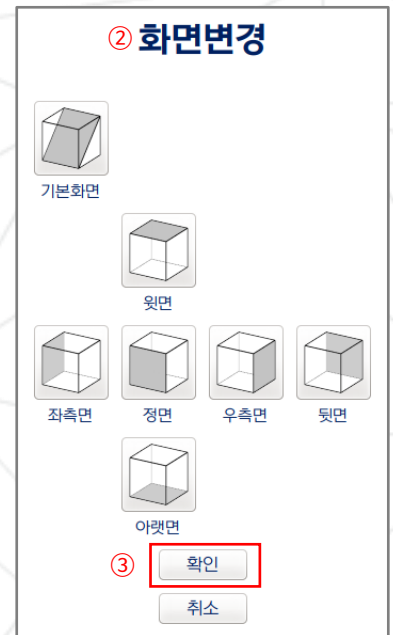 ② 화면변경
기본화면
윗면
좌측면 정면 우측면 뒷면
아랫면
③ 확인
취소